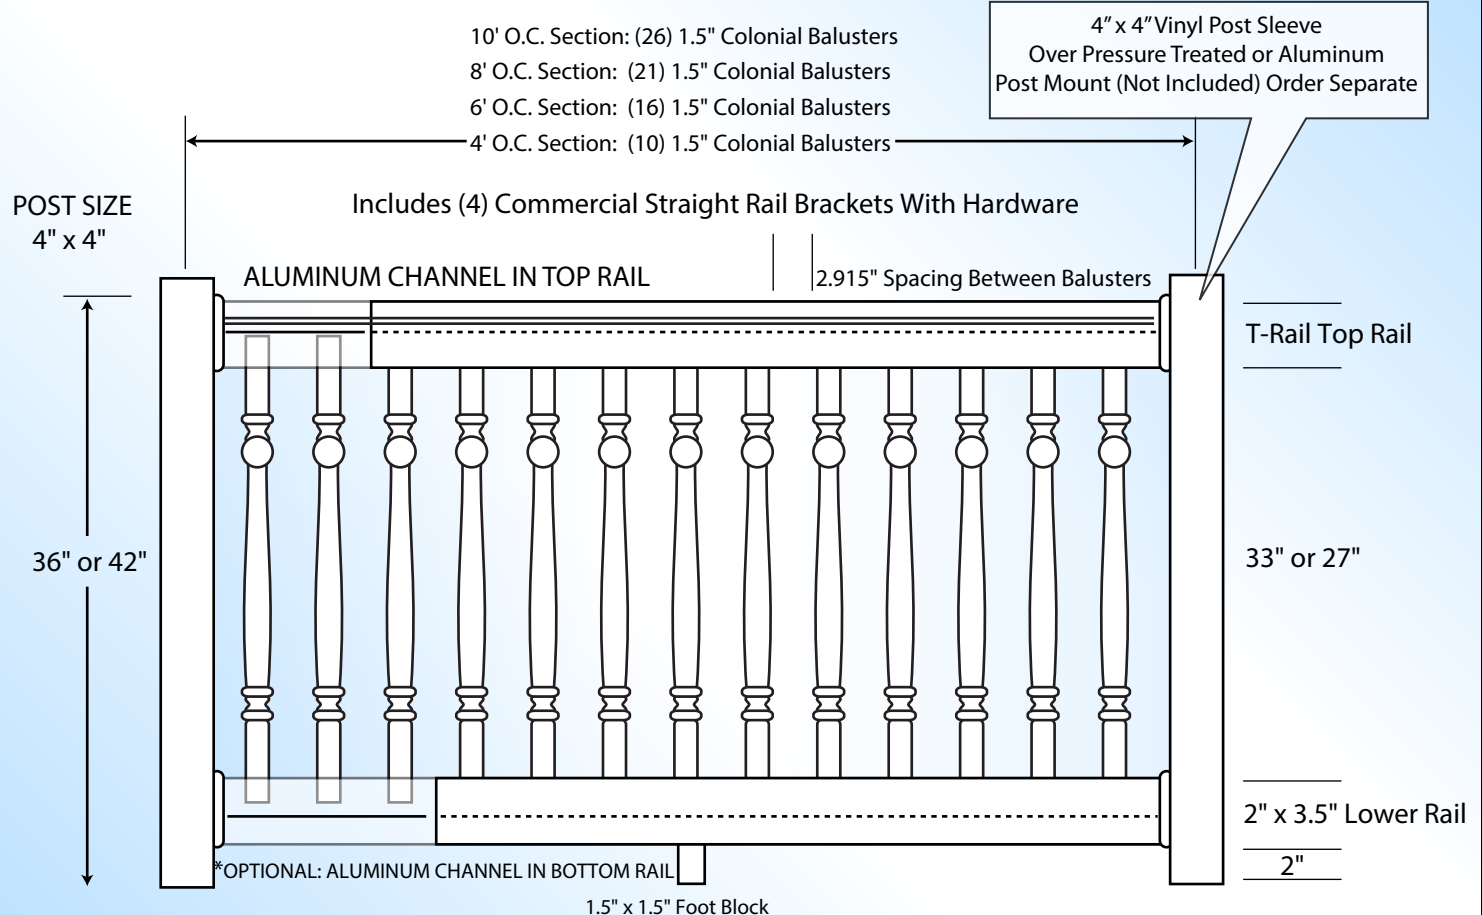 10' O.C. Section: (26) 1.5" Colonial Balusters
8' O.C. Section: (21) 1.5" Colonial Balusters
6' O.C. Section: (16) 1.5" Colonial Balusters
4' O.C. Section: (10) 1.5" Colonial Balusters
4” x 4” Vinyl Post Sleeve
Over Pressure Treated or Aluminum
Post Mount (Not Included) Order Separate
POST SIZE
4" x 4"
Includes (4) Commercial Straight Rail Brackets With Hardware
ALUMINUM CHANNEL IN TOP RAIL
2.915" Spacing Between Balusters
T-Rail Top Rail
36" or 42"
33" or 27"
2" x 3.5" Lower Rail
2"
*OPTIONAL: ALUMINUM CHANNEL IN BOTTOM RAIL
1.5" x 1.5" Foot Block